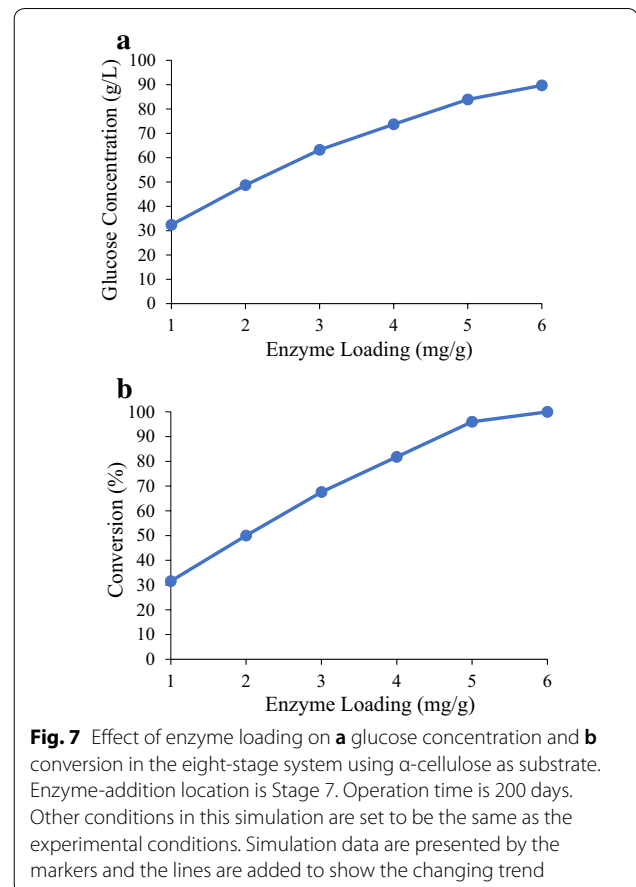 a
100
90
80
70
60
50
40
30
20
10
0
Glucose Concentration (g/L)
1 2 3 4 5 6
Enzyme Loading (mg/g)
b
100
90
80
70
60
50
40
30
20
10
0
Conversion (%)
1 2 3 4 5 6
Enzyme Loading (mg/g)
Fig. 7 Effect of enzyme loading on a glucose concentration and b
conversion in the eight-stage system using α-cellulose as substrate.
Enzyme-addition location is Stage 7. Operation time is 200 days.
Other conditions in this simulation are set to be the same as the
experimental conditions. Simulation data are presented by the
markers and the lines are added to show the changing trend